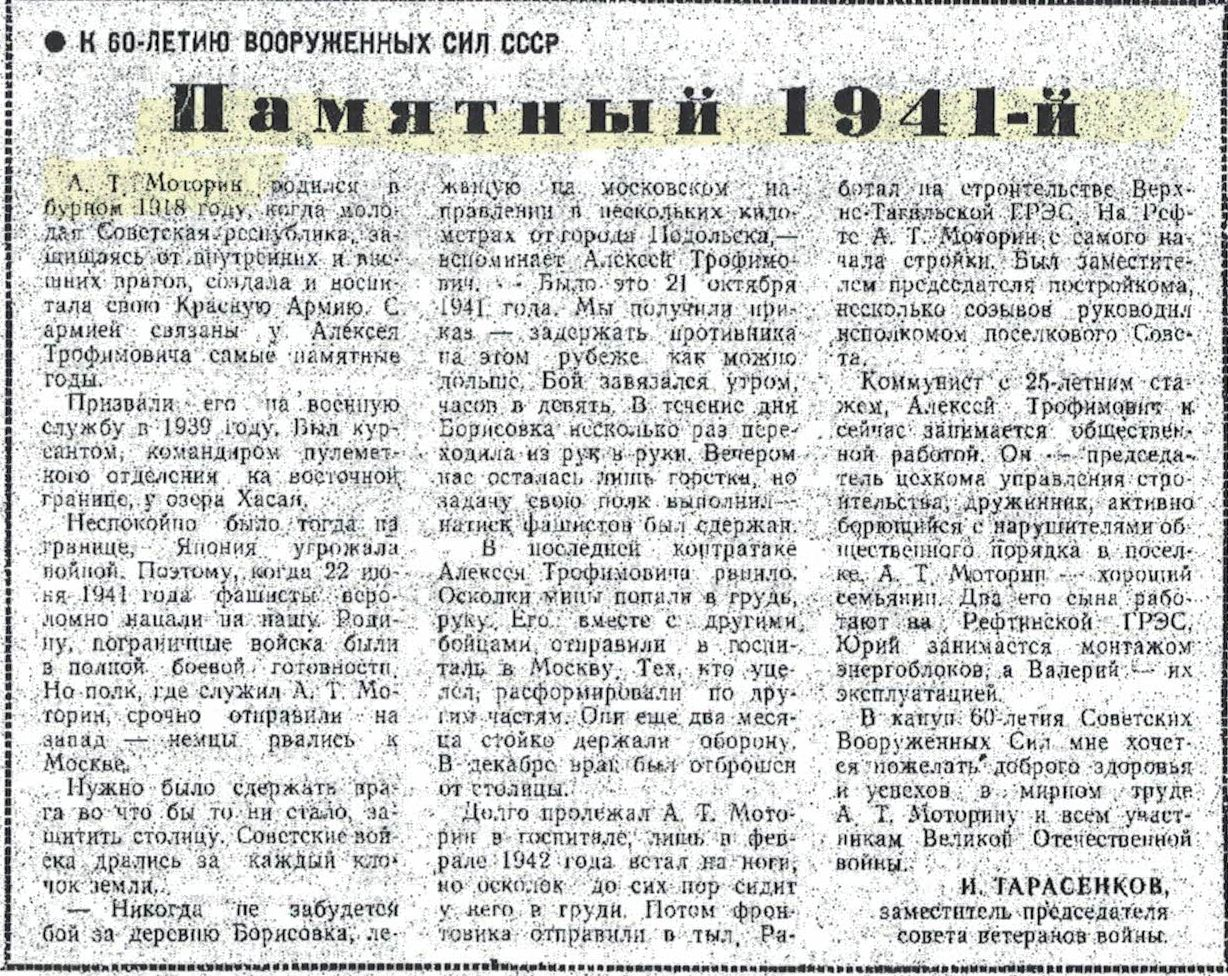 ● К 60-ЛЕТИЮ ВООРУЖЕННЫХ СИЛ СССР
Памятный 1941-й
А. Т. Моторин родился в
бурном 1918 году, когда моло-
дая Советская республика, за-
щищаясь от внутренних и вне-
шних врагов, создала и воспи-
тала свою Красную Армию. С
армией связаны у Алексея
Трофимовича самые памятные
годы.
Призвали его на военную
службу в 1939 году. Был кур-
сантом, командиром пулемет-
ного отделения на восточной
границе, у озера Хасан.
Неспокойно было тогда на
границе, Япония угрожала
войной. Поэтому, когда 22 ию-
ня 1941 года фашисты веро-
ломно напали на нашу Роди-
ну, пограничные войска были
в полной боевой готовности.
Но полк, где служил А. Т. Мо-
торин, срочно отправили на
запад — немцы рвались к
Москве.
Нужно было сдержать вра-
га во что бы то ни стало, за-
щитить столицу. Советские вой-
ска дрались за каждый кло-
чок земли.
— Никогда не забудется
бой за деревню Борисовка, ле-
жащую на московском на-
правлении в нескольких кило-
метрах от города Подольска,—
вспоминает Алексей Трофимо-
вич. — Было это 21 октября
1941 года. Мы получили при-
каз — задержать противника
на этом рубеже как можно
дольше. Бой завязался утром,
часов в девять. В течение дня
Борисовка несколько раз пере-
ходила из рук в руки. Вечером
нас осталась лишь горстка, но
задачу свою полк выполнил —
натиск фашистов был сдержан.
В последней контратаке
Алексея Трофимовича ранило.
Осколки мины попали в грудь,
руку. Его вместе с другими
бойцами отправили в госпи-
таль в Москву. Тех, кто уце-
лел, расформировали по дру-
гим частям. Они еще два меся-
ца стойко держали оборону.
В декабре враг был отброшен
от столицы.
Долго пролежал А. Т. Мото-
рин в госпитале, лишь в фев-
рале 1942 года встал на ноги,
но осколок до сих пор сидит
у него в груди. Потом фрон-
товика отправили в тыл. Ра-
ботал на строительстве Верх-
не-Тагильской ГРЭС. На Реф-
те А. Т. Моторин с самого на-
чала стройки. Был заместите-
лем председателя постройкома,
несколько созывов руководил
исполкомом поселкового Сове-
та.
Коммунист с 25-летним ста-
жем, Алексей Трофимович и
сейчас занимается обществен-
ной работой. Он — председа-
тель цехкома управления стро-
ительства, дружинник, активно
борющийся с нарушителями об-
щественного порядка в посел-
ке. А. Т. Моторин — хороший
семьянин. Два его сына рабо-
тают на Рефтинской ГРЭС.
Юрий занимается монтажом
энергоблоков, а Валерий — их
эксплуатацией.
В канун 60-летия Советских
Вооруженных Сил мне хочет-
ся пожелать доброго здоровья
и успехов в мирном труде
А. Т. Моторину и всем участ-
никам Великой Отечественной
войны.
И. ТАРАСЕНКОВ,
заместитель председателя
совета ветеранов войны.